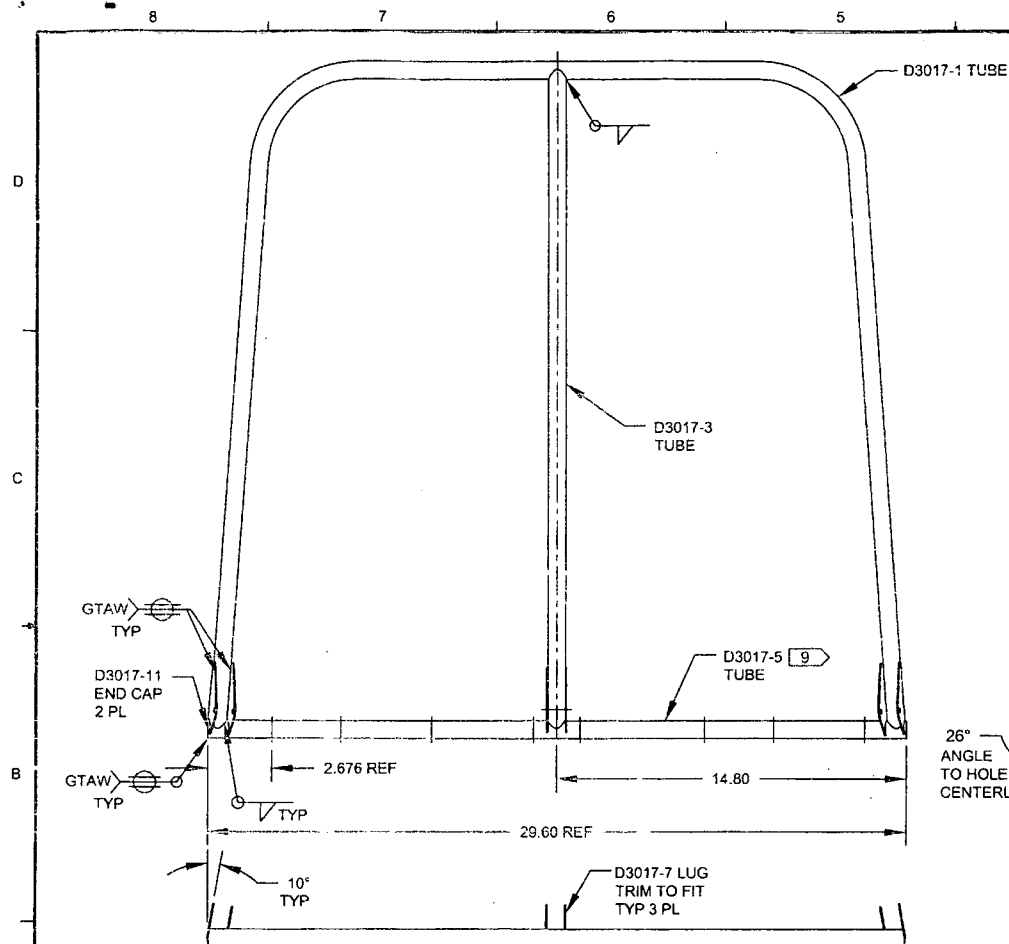 8 7 6 5
D3017-1 TUBE
D
D3017-3
TUBE
C
GTAW
TYP
D3017-11
END CAP
2 PL
D3017-5 9
TUBE
B
26°
ANGLE
TO HOLE
GTAW
TYP
2.676 REF
14.80
TYP
29.60 REF
10°
TYP
D3017-7 LUG
TRIM TO FIT
TYP 3 PL